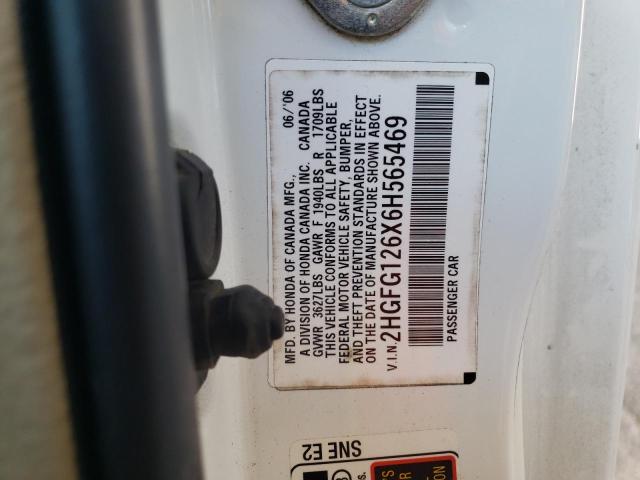 MFD. BY HONDA OF CANADA MFG., 06/'06
A DIVISION OF HONDA CANADA INC. CANADA
GVWR 3627LBS GAWR F 1940LBS R 1709LBS
THIS VEHICLE CONFORMS TO ALL APPLICABLE
FEDERAL MOTOR VEHICLE SAFETY, BUMPER,
AND THEFT PREVENTION STANDARDS IN EFFECT
ON THE DATE OF MANUFACTURE SHOWN ABOVE.
V.I.N. 2HGFG126X6H565469
PASSENGER CAR
SNE E2